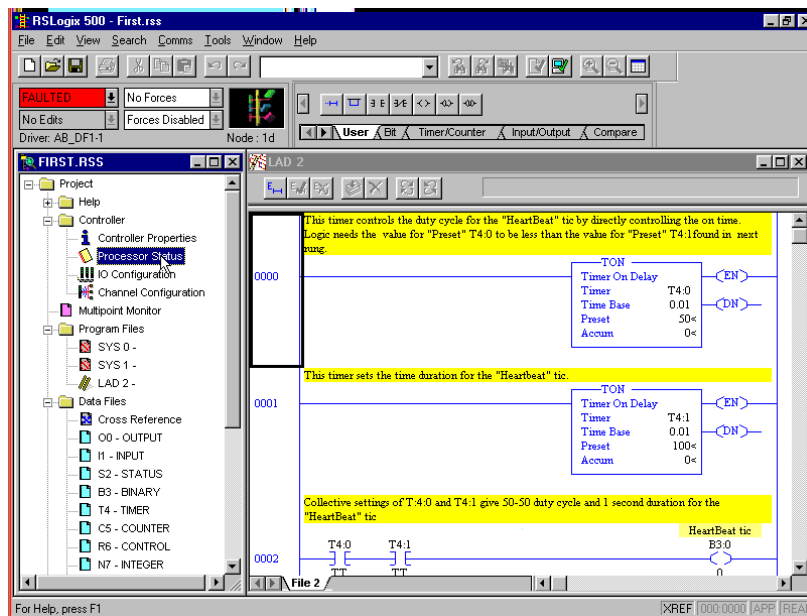 RSLogix 500 - First.rss
File Edit View Search Comms Tools Window Help
FAULTED
No Forces
No Edits
Forces Disabled
Driver: AB_DF1-1
Node : 1d
User Bit Timer/Counter Input/Output Compare
FIRST.RSS
Project
Help
Controller
Controller Properties
Processor Status
IO Configuration
Channel Configuration
Multipoint Monitor
Program Files
SYS 0 -
SYS 1 -
LAD 2 -
Data Files
Cross Reference
O0 - OUTPUT
I1 - INPUT
S2 - STATUS
B3 - BINARY
T4 - TIMER
C5 - COUNTER
R6 - CONTROL
N7 - INTEGER
LAD 2
This timer controls the duty cycle for the "HeartBeat" tic by directly controlling the on time.
Logic needs the value for "Preset" T4:0 to be less than the value for "Preset" T4:1found in next
rung.
0000
TON
Timer On Delay
Timer T4:0
Time Base 0.01
Preset 50<
Accum 0<
EN
DN
This timer sets the time duration for the "Heartbeat" tic.
0001
TON
Timer On Delay
Timer T4:1
Time Base 0.01
Preset 100<
Accum 0<
EN
DN
Collective settings of T:4:0 and T4:1 give 50-50 duty cycle and 1 second duration for the
"HeartBeat" tic
HeartBeat tic
T4:0 T4:1 B3:0
0002
TT TT 0
File 2
For Help, press F1
XREF 000:0000 APP REA